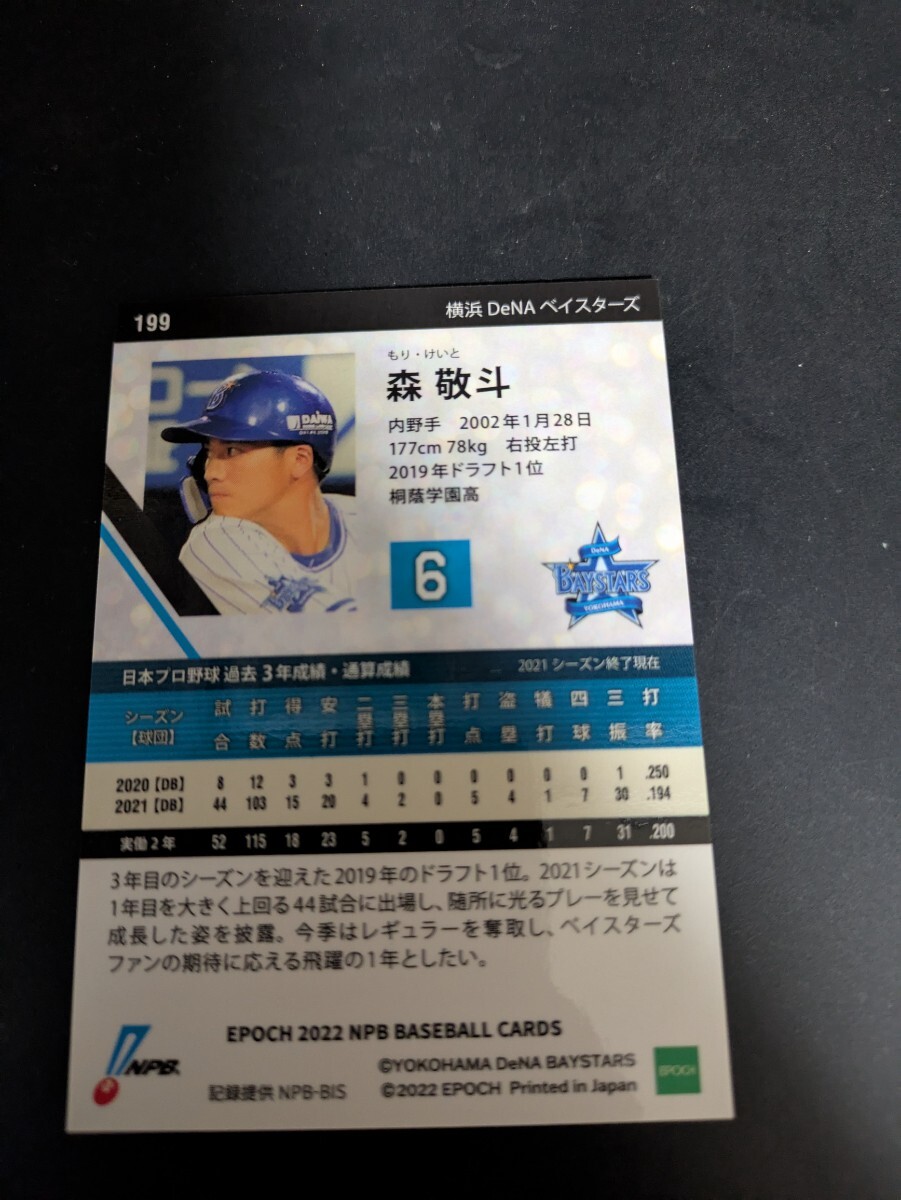 199
横浜 DeNA ベイスターズ
もり・けいと
森 敬斗
内野手 2002年1月28日
177cm 78kg 右投左打
2019年ドラフト1位
桐蔭学園高
DAIWA
6
DeNA
BAYSTARS
YOKOHAMA
日本プロ野球 過去 3年成績・通算成績
2021 シーズン終了現在
シーズン【球団】 試合 打数 得点 安打 二塁打 三塁打 本塁打 打点 盗塁 犠打 四球 三振 打率
2020【DB】 8 12 3 3 1 0 0 0 0 0 0 1 .250
2021【DB】 44 103 15 20 4 2 0 5 4 1 7 30 .194
実働2年 52 115 18 23 5 2 0 5 4 1 7 31 .200
3年目のシーズンを迎えた2019年のドラフト1位。2021シーズンは
1年目を大きく上回る44試合に出場し、随所に光るプレーを見せて
成長した姿を披露。今季はレギュラーを奪取し、ベイスターズ
ファンの期待に応える飛躍の1年としたい。
EPOCH 2022 NPB BASEBALL CARDS
NPB
記録提供 NPB-BIS
©YOKOHAMA DeNA BAYSTARS
©2022 EPOCH Printed in Japan
EPOCH